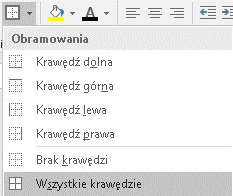 Obramowania
Krawędź dolna
Krawędź górna
Krawędź lewa
Krawędź prawa
Brak krawędzi
Wszystkie krawędzie